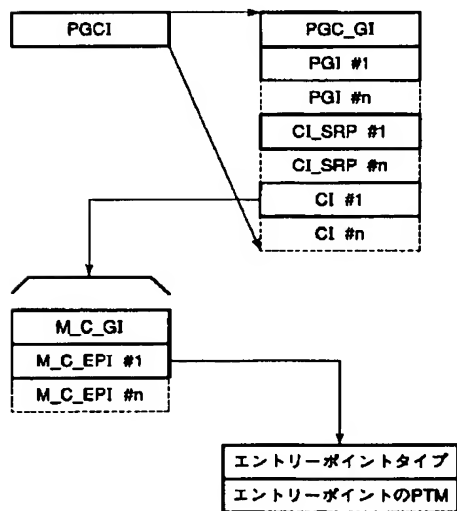 PGCI
PGC_GI
PGI #1
PGI #n
CI_SRP #1
CI_SRP #n
CI #1
CI #n
M_C_GI
M_C_EPI #1
M_C_EPI #n
エントリーポイントタイプ
エントリーポイントのPTM